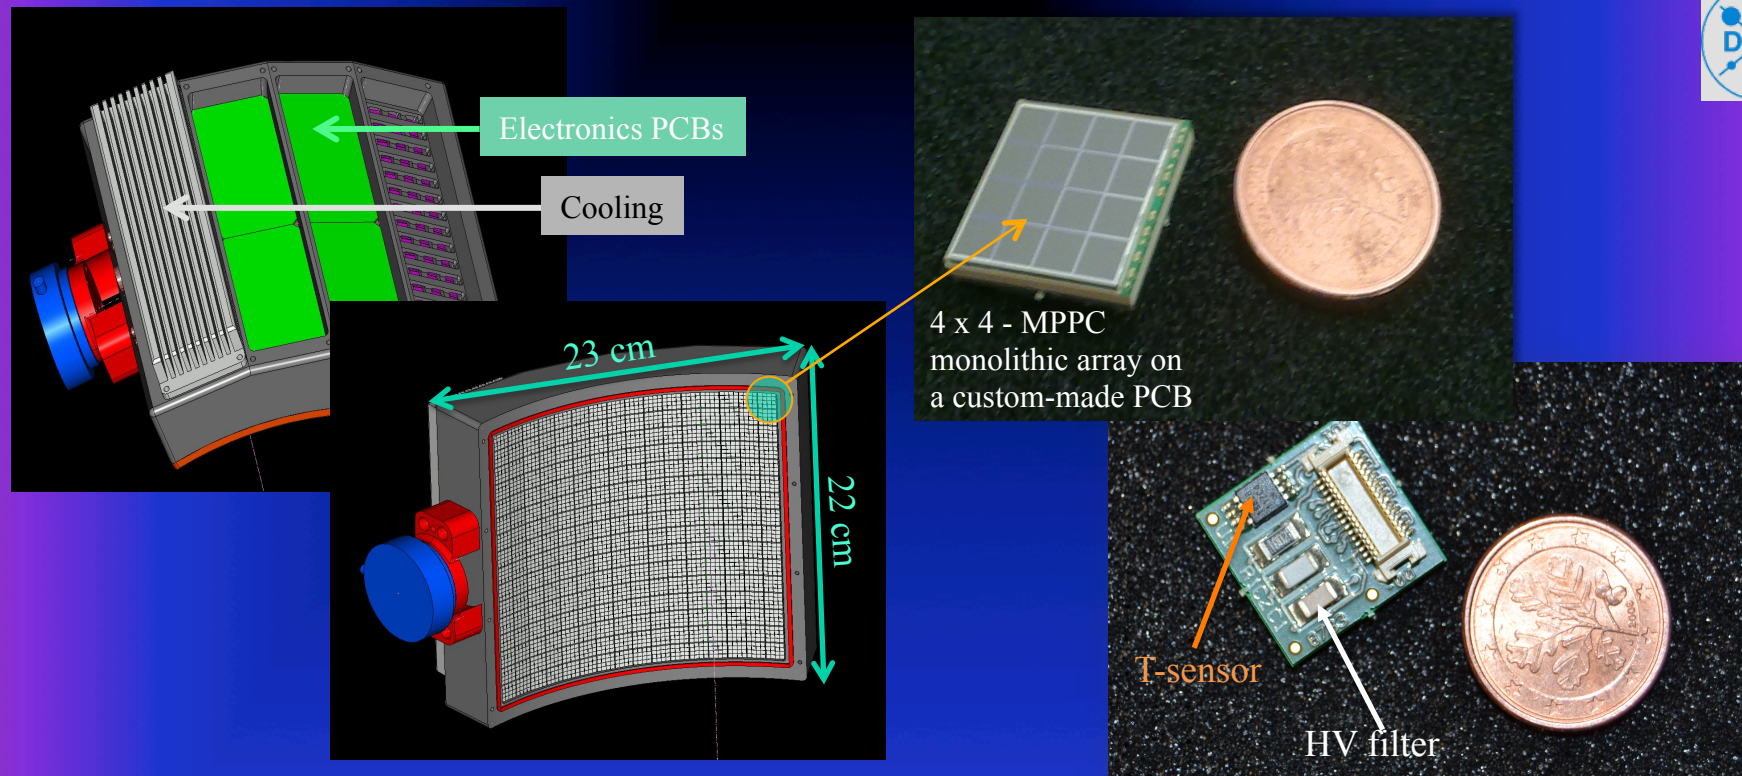 Electronics PCBs
Cooling
23 cm
22 cm
4 x 4 - MPPC
monolithic array on
a custom-made PCB
T-sensor
HV filter
D